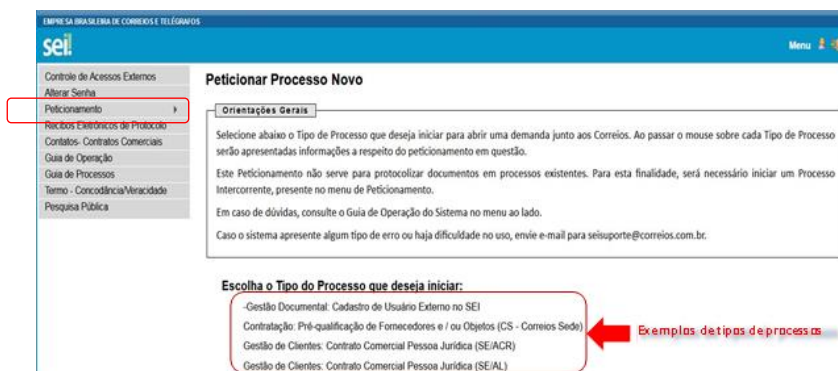 EMPRESA BRASILEIRA DE CORREIOS E TELÉGRAFOS
sei!
Menu
Controle de Acessos Externos
Alterar Senha
Peticionamento
Recibos Eletrônicos de Protocolo
Contatos- Contratos Comerciais
Guia de Operação
Guia de Processos
Termo - Concodância/Veracidade
Pesquisa Pública
Peticionar Processo Novo
Orientações Gerais
Selecione abaixo o Tipo de Processo que deseja iniciar para abrir uma demanda junto aos Correios. Ao passar o mouse sobre cada Tipo de Processo
serão apresentadas informações a respeito do peticionamento em questão.
Este Peticionamento não serve para protocolizar documentos em processos existentes. Para esta finalidade, será necessário iniciar um Processo
Intercorrente, presente no menu de Peticionamento.
Em caso de dúvidas, consulte o Guia de Operação do Sistema no menu ao lado.
Caso o sistema apresente algum tipo de erro ou haja dificuldade no uso, envie e-mail para seisuporte@correios.com.br.
Escolha o Tipo do Processo que deseja iniciar:
-Gestão Documental: Cadastro de Usuário Externo no SEI
Contratação: Pré-qualificação de Fornecedores e / ou Objetos (CS - Correios Sede)
Gestão de Clientes: Contrato Comercial Pessoa Jurídica (SE/ACR)
Gestão de Clientes: Contrato Comercial Pessoa Jurídica (SE/AL)
Exemplos de tipos de processos